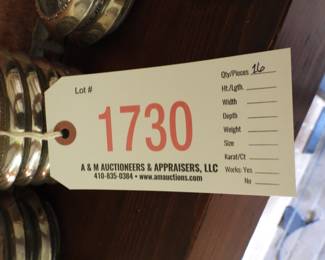 Lot #
1730
A & M AUCTIONEERS & APPRAISERS, LLC
410-835-0384 • www.amauctions.com
Qty/Pieces 16
Ht./Lgth.
Width
Depth
Weight
Size
Karat/Ct
Works: Yes
No